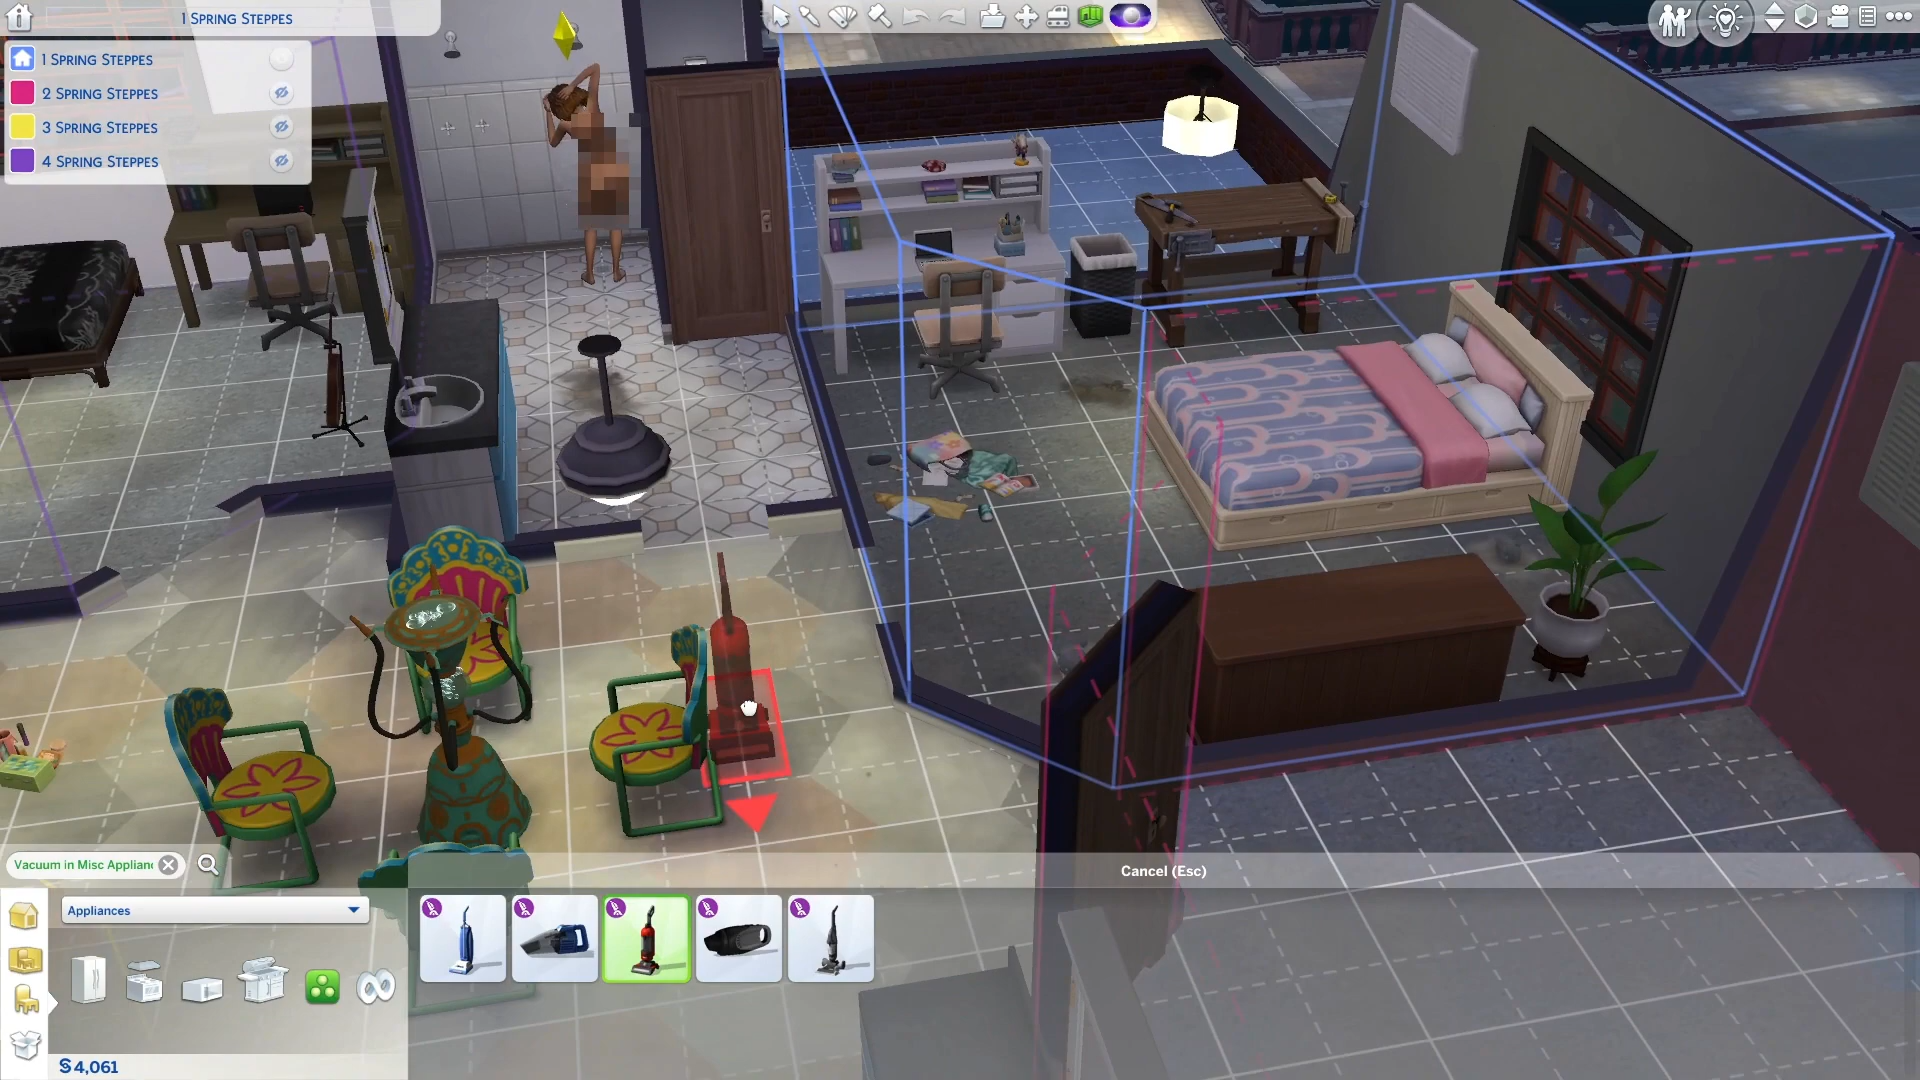 1 SPRING STEPPES
1 SPRING STEPPES
2 SPRING STEPPES
3 SPRING STEPPES
4 SPRING STEPPES
Vacuum in Misc Applianc
Cancel (Esc)
Appliances
§4,061